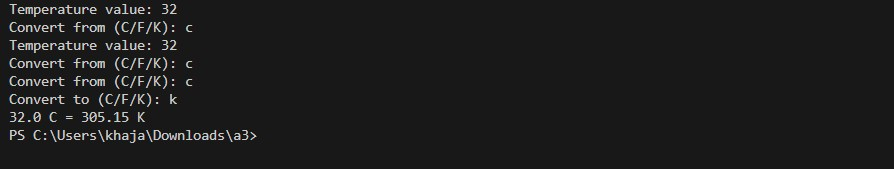 Temperature value: 32
Convert from (C/F/K): c
Temperature value: 32
Convert from (C/F/K): c
Convert from (C/F/K): c
Convert to (C/F/K): k
32.0 C = 305.15 K
PS C:\Users\khaja\Downloads\a3>